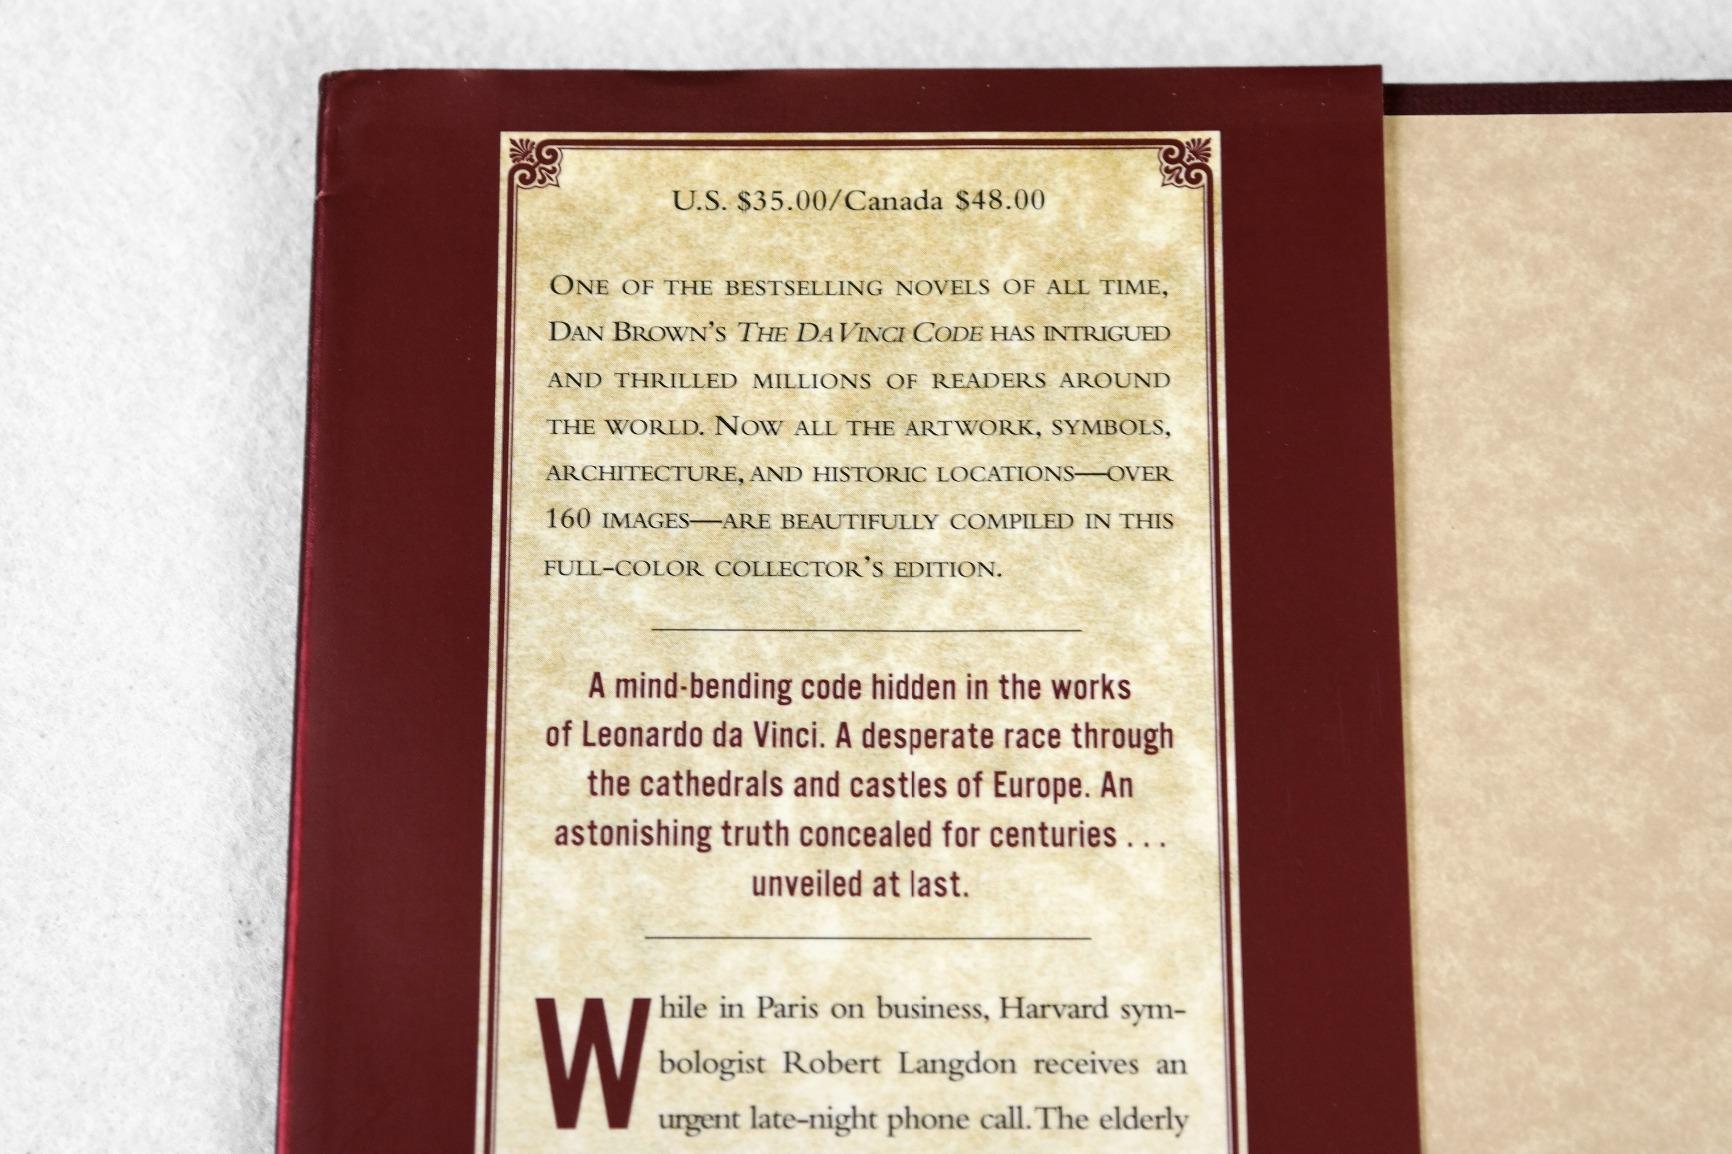 U.S. $35.00/Canada $48.00
ONE OF THE BESTSELLING NOVELS OF ALL TIME,
DAN BROWN'S THE DA VINCI CODE HAS INTRIGUED
AND THRILLED MILLIONS OF READERS AROUND
THE WORLD. NOW ALL THE ARTWORK, SYMBOLS,
ARCHITECTURE, AND HISTORIC LOCATIONS—OVER
160 IMAGES—ARE BEAUTIFULLY COMPILED IN THIS
FULL-COLOR COLLECTOR'S EDITION.
A mind-bending code hidden in the works
of Leonardo da Vinci. A desperate race through
the cathedrals and castles of Europe. An
astonishing truth concealed for centuries . . .
unveiled at last.
While in Paris on business, Harvard sym-
bologist Robert Langdon receives an
urgent late-night phone call. The elderly